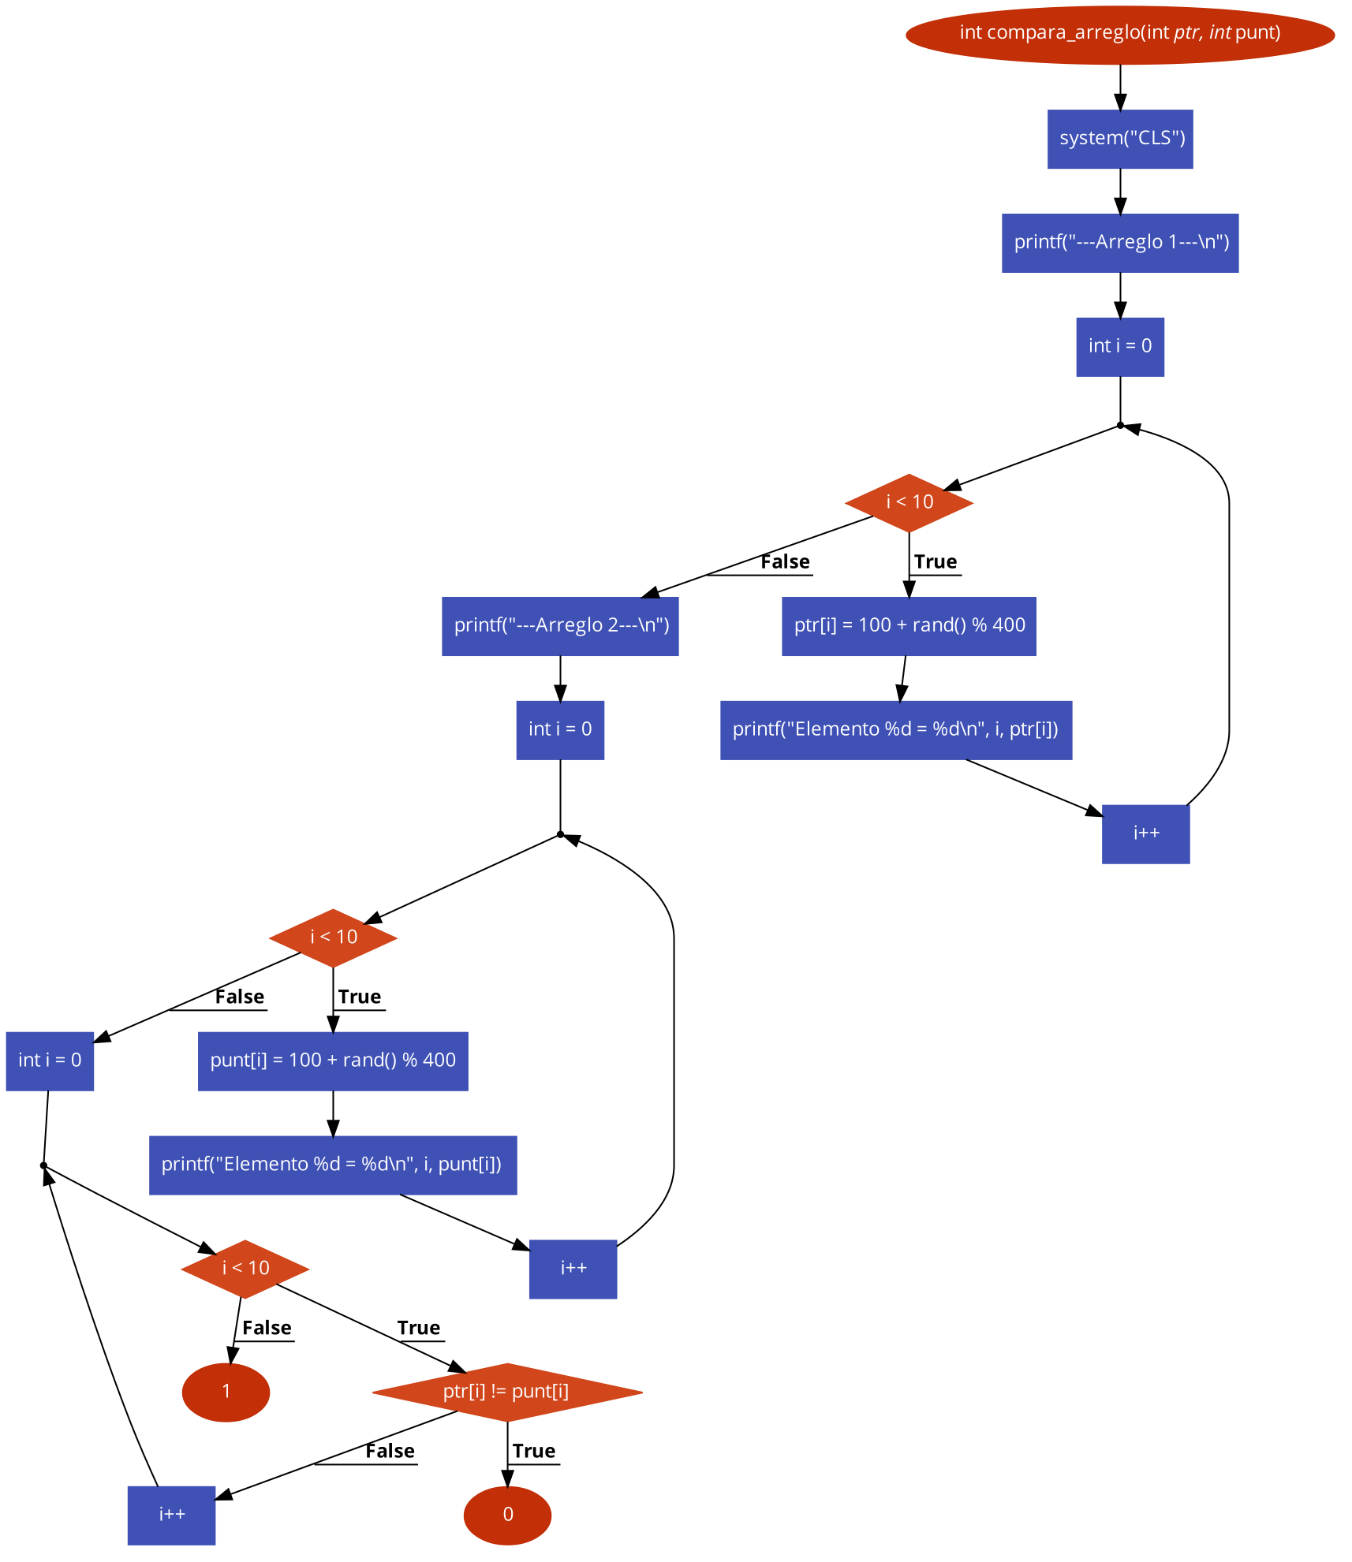 int compara_arreglo(int ptr, int punt)
system("CLS")
printf("---Arreglo 1---\n")
int i = 0
i < 10
False
True
printf("---Arreglo 2---\n")
ptr[i] = 100 + rand() % 400
int i = 0
printf("Elemento %d = %d\n", i, ptr[i])
i++
i < 10
False
True
int i = 0
punt[i] = 100 + rand() % 400
printf("Elemento %d = %d\n", i, punt[i])
i < 10
i++
False
True
1
ptr[i] != punt[i]
False
True
i++
0